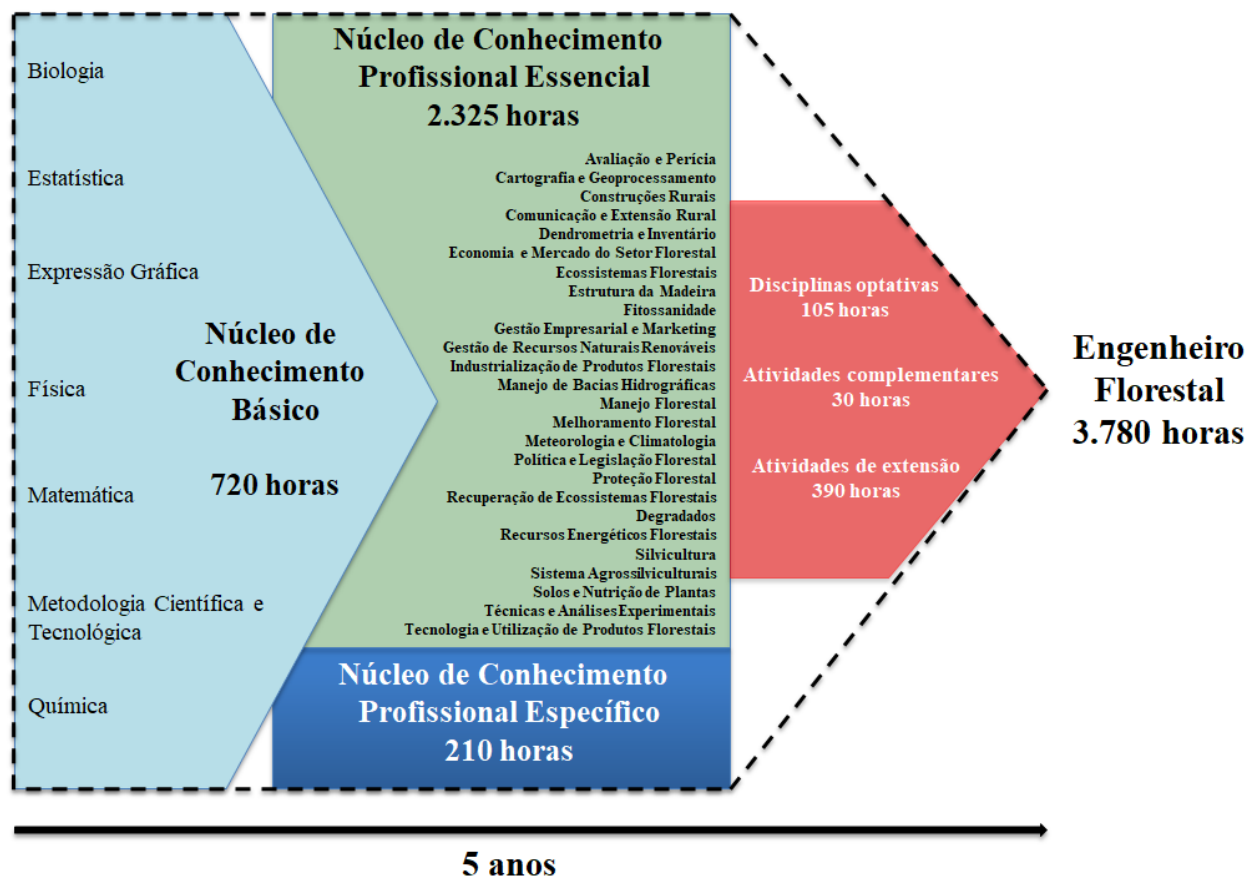 Biologia
Estatística
Expressão Gráfica
Física
Matemática
Metodologia Científica e
Tecnológica
Química
Núcleo de
Conhecimento
Básico
720 horas
Núcleo de Conhecimento
Profissional Essencial
2.325 horas
Avaliação e Perícia
Cartografia e Geoprocessamento
Construções Rurais
Comunicação e Extensão Rural
Dendrometria e Inventário
Economia e Mercado do Setor Florestal
Ecossistemas Florestais
Estrutura da Madeira
Fitossanidade
Gestão Empresarial e Marketing
Gestão de Recursos Naturais Renováveis
Industrialização de Produtos Florestais
Manejo de Bacias Hidrográficas
Manejo Florestal
Melhoramento Florestal
Meteorologia e Climatologia
Política e Legislação Florestal
Proteção Florestal
Recuperação de Ecossistemas Florestais
Degradados
Recursos Energéticos Florestais
Silvicultura
Sistema Agrossilviculturais
Solos e Nutrição de Plantas
Técnicas e Análises Experimentais
Tecnologia e Utilização de Produtos Florestais
Núcleo de Conhecimento
Profissional Específico
210 horas
Disciplinas optativas
105 horas
Atividades complementares
30 horas
Atividades de extensão
390 horas
Engenheiro
Florestal
3.780 horas
5 anos